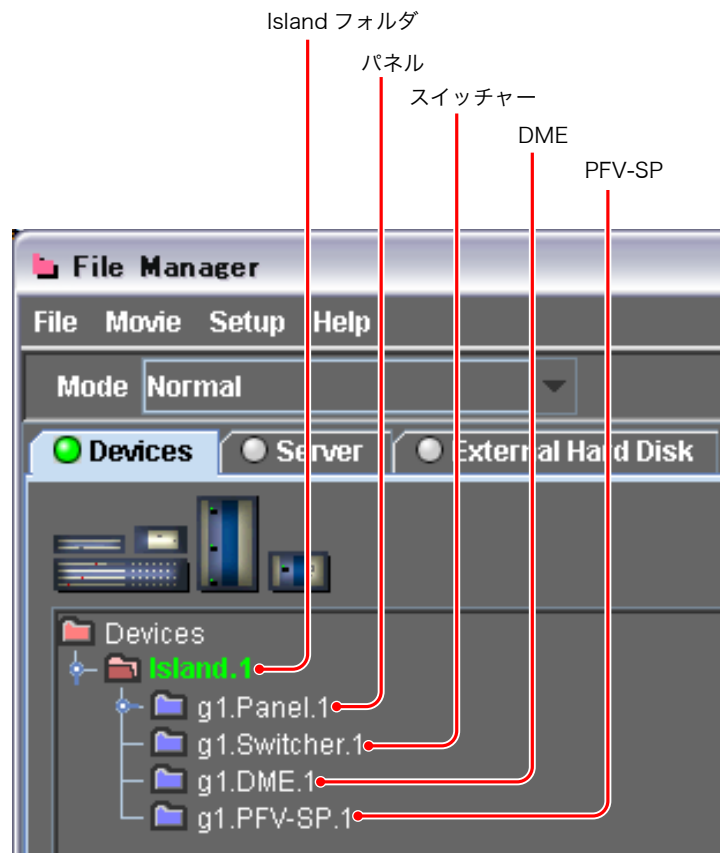 Island フォルダ
パネル
スイッチャー
DME
PFV-SP
File Manager
File Movie Setup Help
Mode Normal
Devices Server External Hard Disk
Devices
Island.1
g1.Panel.1
g1.Switcher.1
g1.DME.1
g1.PFV-SP.1